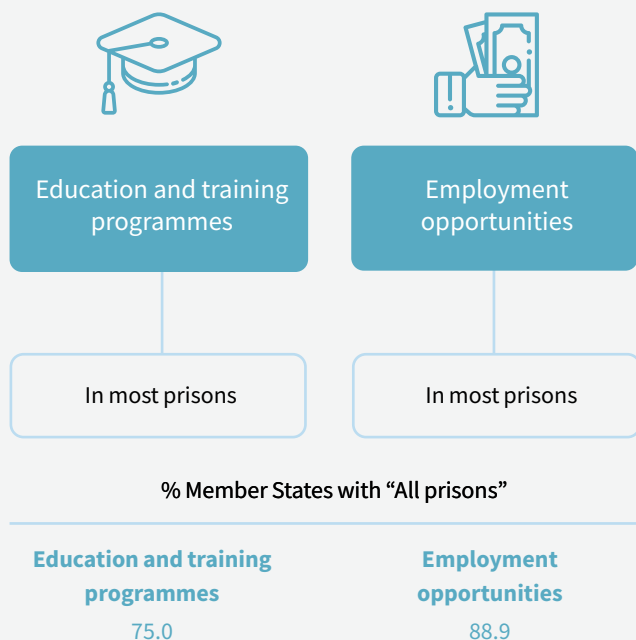 Education and training
programmes
Employment
opportunities
In most prisons
In most prisons
% Member States with “All prisons”
Education and training
programmes
Employment
opportunities
75.0
88.9